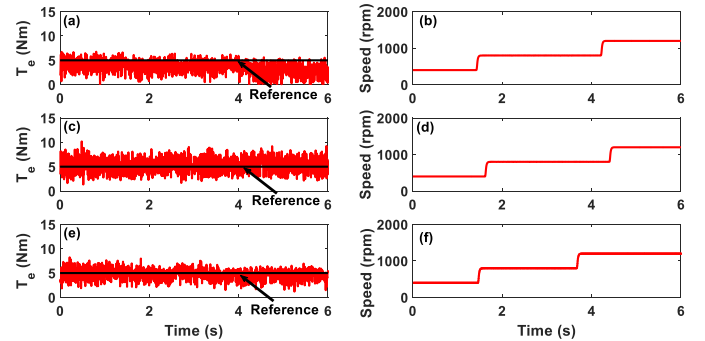 (a)
T_e (Nm)
15
10
5
0
0 2 4 6
Reference
(b)
Speed (rpm)
2000
1000
0
0 2 4 6
(c)
T_e (Nm)
15
10
5
0
0 2 4 6
Reference
(d)
Speed (rpm)
2000
1000
0
0 2 4 6
(e)
T_e (Nm)
15
10
5
0
0 2 4 6
Reference
Time (s)
(f)
Speed (rpm)
2000
1000
0
0 2 4 6
Time (s)